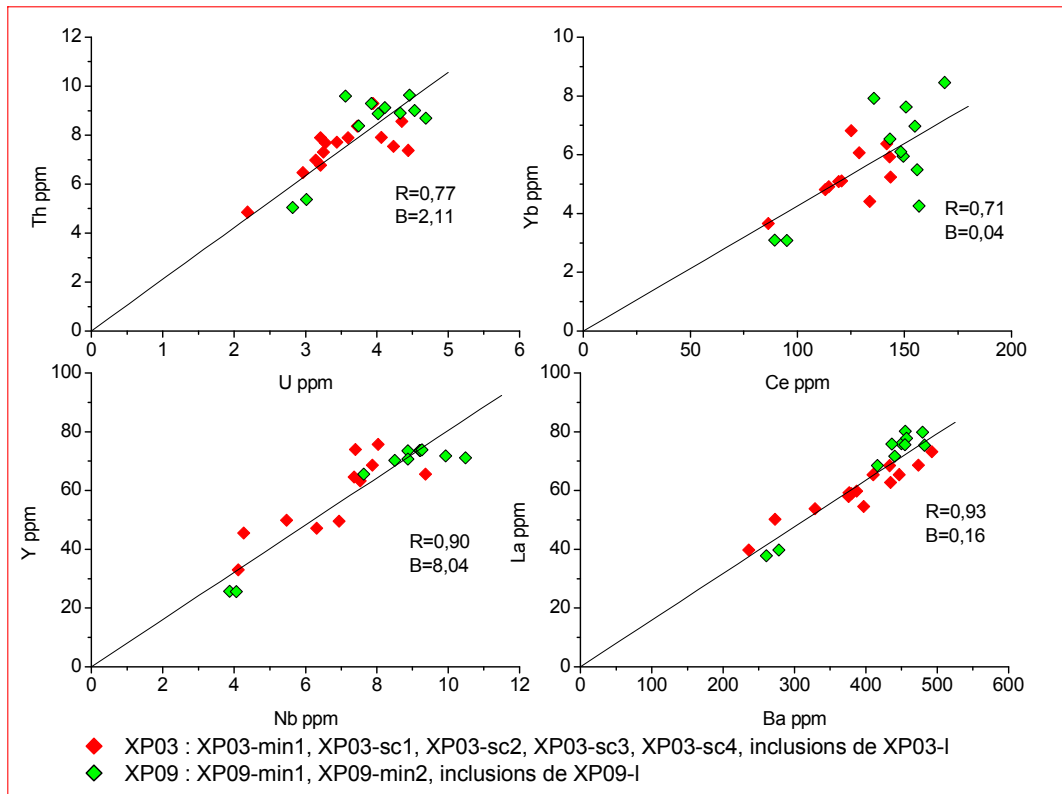 12
10
8
6
4
2
0
Th ppm
R=0,77
B=2,11
0 1 2 3 4 5 6
U ppm
10
8
6
4
2
0
Yb ppm
R=0,71
B=0,04
0 50 100 150 200
Ce ppm
100
80
60
40
20
0
Y ppm
R=0,90
B=8,04
0 2 4 6 8 10 12
Nb ppm
100
80
60
40
20
0
La ppm
R=0,93
B=0,16
0 100 200 300 400 500 600
Ba ppm
XP03 : XP03-min1, XP03-sc1, XP03-sc2, XP03-sc3, XP03-sc4, inclusions de XP03-I
XP09 : XP09-min1, XP09-min2, inclusions de XP09-I